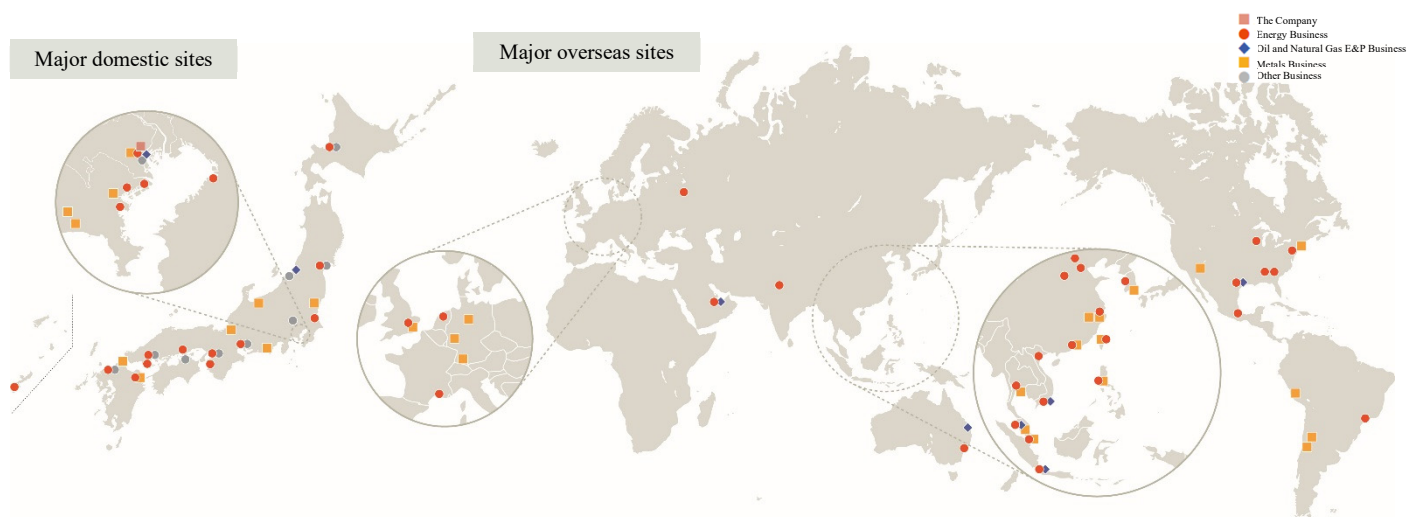 Major domestic sites
Major overseas sites
The Company
Energy Business
Oil and Natural Gas E&P Business
Metals Business
Other Business